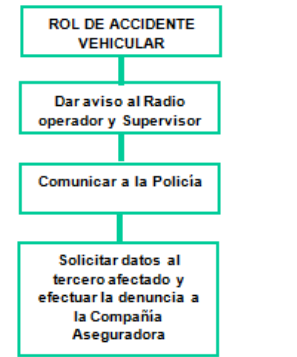 ROL DE ACCIDENTE
VEHICULAR
Dar aviso al Radio
operador y Supervisor
Comunicar a la Policía
Solicitar datos al
tercero afectado y
efectuar la denuncia a
la Compañía
Aseguradora